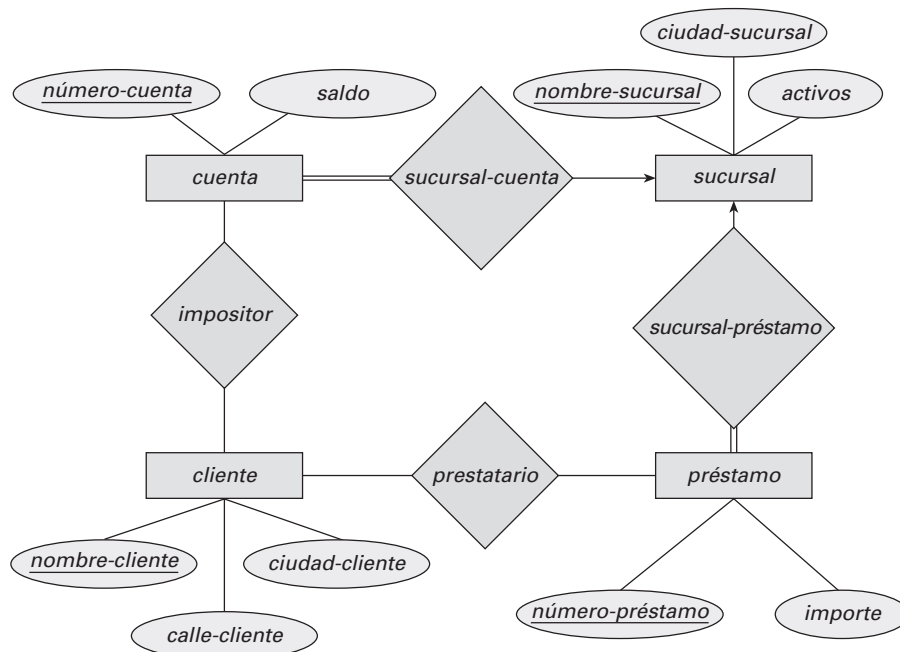 ciudad-sucursal
número-cuenta
saldo
nombre-sucursal
activos
cuenta
sucursal-cuenta
sucursal
impositor
sucursal-préstamo
cliente
prestatario
préstamo
nombre-cliente
ciudad-cliente
calle-cliente
número-préstamo
importe